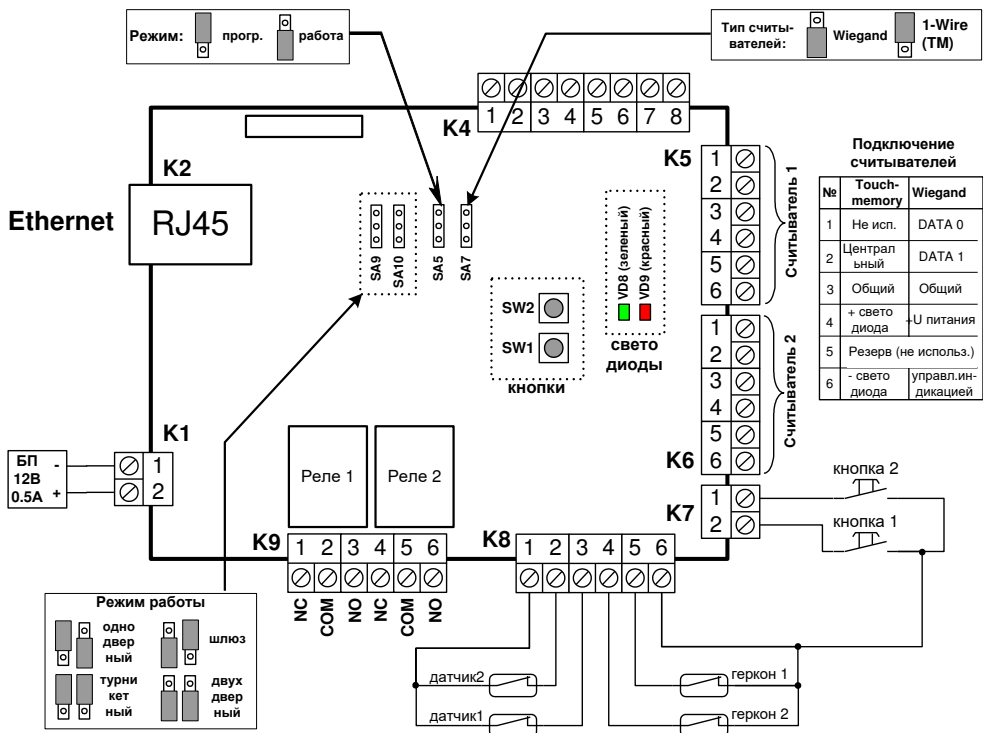 Режим: прогр. работа
Тип считы-
вателей: Wiegand 1-Wire
(TM)
K4
1 2 3 4 5 6 7 8
K2
Ethernet
RJ45
SA9
SA10
SA5
SA7
VD8 (зеленый)
VD9 (красный)
свето
диоды
SW2
SW1
кнопки
K5
1
2
3
4
5
6
Считыватель 1
1
2
3
4
5
6
K6
Считыватель 2
Подключение
считывателей
№ Touch-
memory Wiegand
1 Не исп. DATA 0
2 Централ
ьный DATA 1
3 Общий Общий
4 + свето
диода +U питания
5 Резерв (не использ.)
6 - свето
диода управл.ин-
дикацией
K1
БП -
12В
0.5А +
1
2
Реле 1 Реле 2
K7
1
2
кнопка 2
кнопка 1
K9
1 2 3 4 5 6
NC COM NO NC COM NO
K8
1 2 3 4 5 6
Режим работы
одно
двер
ный
шлюз
турни
кет
ный
двух
двер
ный
датчик2
датчик1
геркон 1
геркон 2